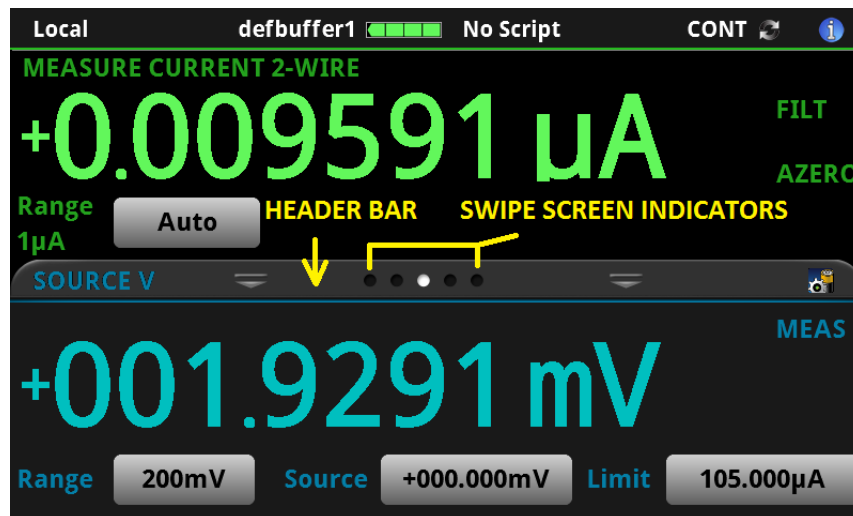 Local defbuffer1 No Script CONT i
MEASURE CURRENT 2-WIRE
+0.009591 µA
FILT
AZERO
Range
1µA
Auto
HEADER BAR SWIPE SCREEN INDICATORS
SOURCE V
MEAS
+001.9291 mV
Range 200mV Source +000.000mV Limit 105.000µA